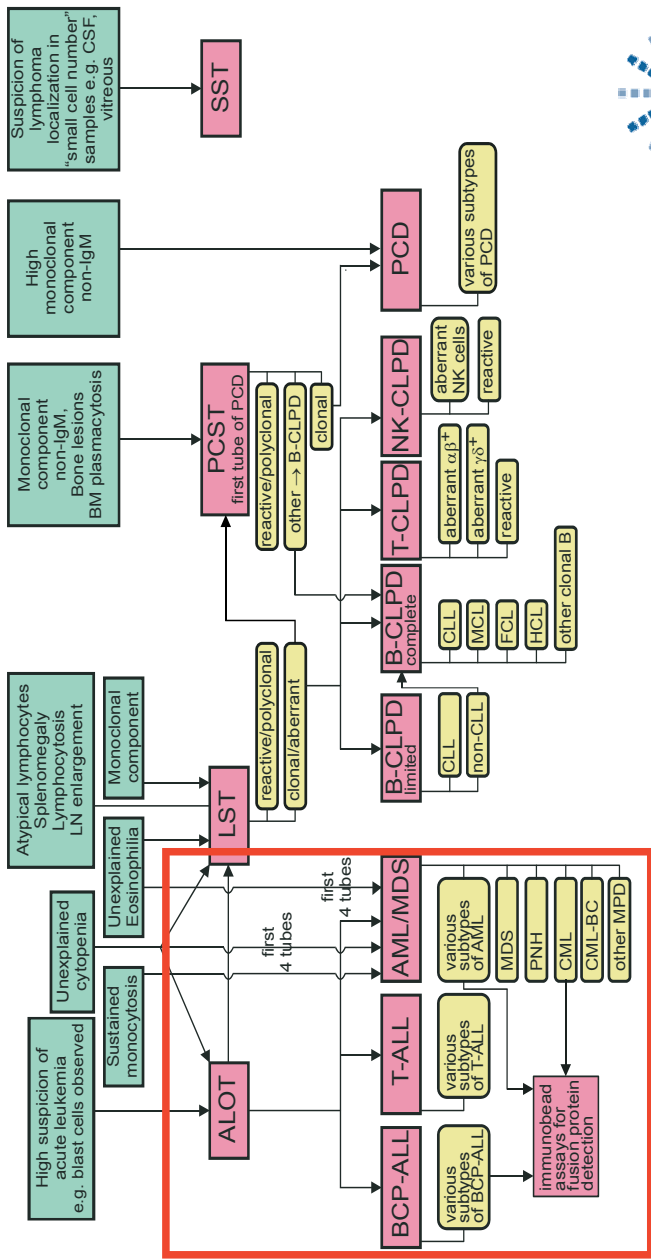 High suspicion of
acute leukemia
e.g. blast cells observed
Unexplained
cytopenia
Sustained
monocytosis
Unexplained
Eosinophilia
Atypical lymphocytes
Splenomegaly
Lymphocytosis
LN enlargement
Monoclonal
component
Monoclonal
component
non-IgM,
Bone lesions
BM plasmacytosis
High
monoclonal
component
non-IgM
Suspicion of
lymphoma
localization in
“small cell number”
samples e.g. CSF,
vitreous
ALOT
LST
PCST
first tube of PCD
SST
reactive/polyclonal
clonal/aberrant
reactive/polyclonal
other → B-CLPD
clonal
first
4 tubes
first
4 tubes
BCP-ALL
T-ALL
AML/MDS
B-CLPD
limited
B-CLPD
complete
T-CLPD
NK-CLPD
PCD
various
subtypes
of BCP-ALL
various
subtypes
of T-ALL
various
subtypes
of AML
MDS
PNH
CML
CML-BC
other MPD
CLL
non-CLL
CLL
MCL
FCL
HCL
other clonal B
aberrant αβ+
aberrant γδ+
reactive
aberrant
NK cells
reactive
various subtypes
of PCD
immunobead
assays for
fusion protein
detection